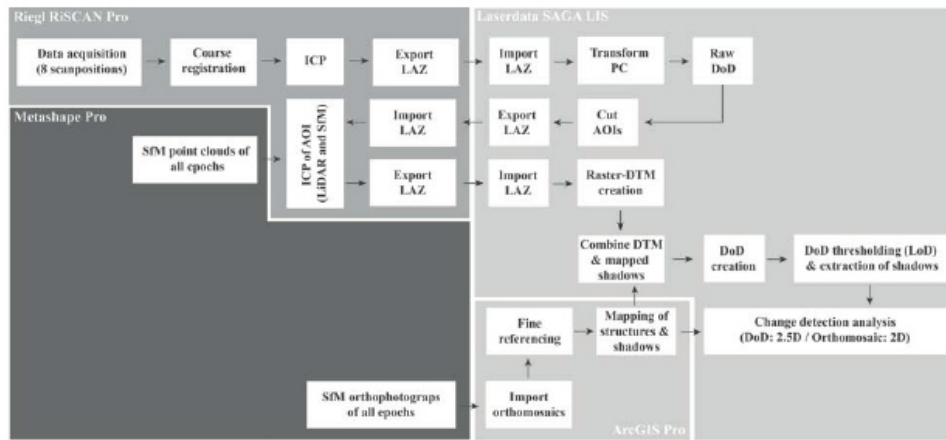 Riegl RiSCAN Pro
Laserdata SAGA LIS
Data acquisition
(8 scanpositions)
Coarse
registration
ICP
Export
LAZ
Import
LAZ
Transform
PC
Raw
DoD
Metashape Pro
Import
LAZ
Export
LAZ
Cut
AOIs
SfM point clouds of
all epochs
ICP of AOI
(LiDAR and SfM)
Export
LAZ
Import
LAZ
Raster-DTM
creation
Combine DTM
& mapped
shadows
DoD
creation
DoD thresholding (LoD)
& extraction of shadows
Fine
referencing
Mapping of
structures &
shadows
Change detection analysis
(DoD: 2.5D / Orthomosaic: 2D)
SfM orthophotograps
of all epochs
Import
orthomosaics
ArcGIS Pro